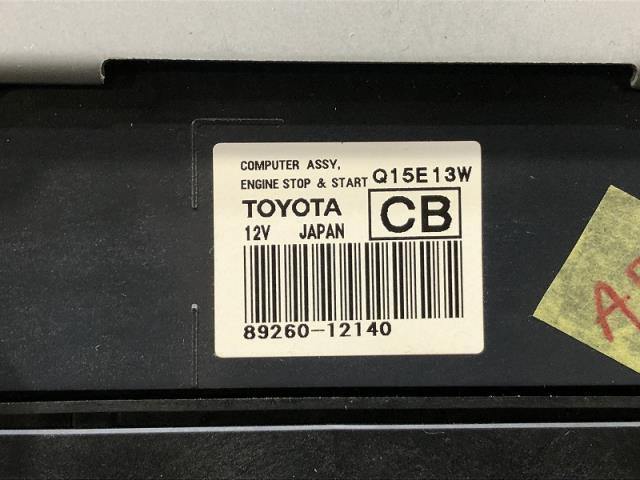 COMPUTER ASSY,
ENGINE STOP & START Q15E13W
TOYOTA CB
12V JAPAN
89260-12140